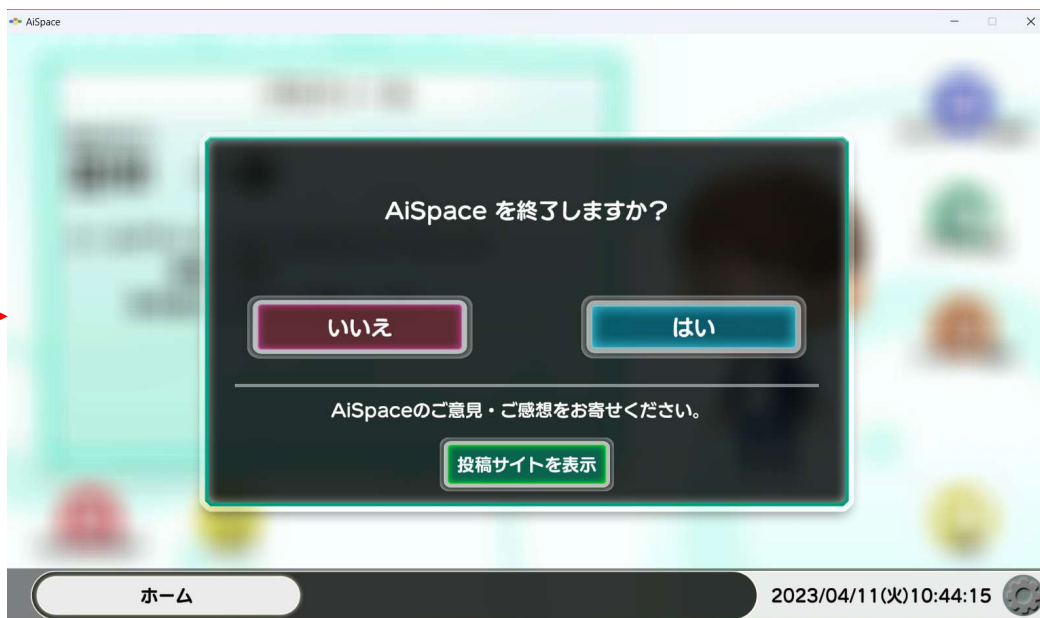 AiSpace
AiSpace を終了しますか？
いいえ
はい
AiSpaceのご意見・ご感想をお寄せください。
投稿サイトを表示
ホーム
2023/04/11(火)10:44:15